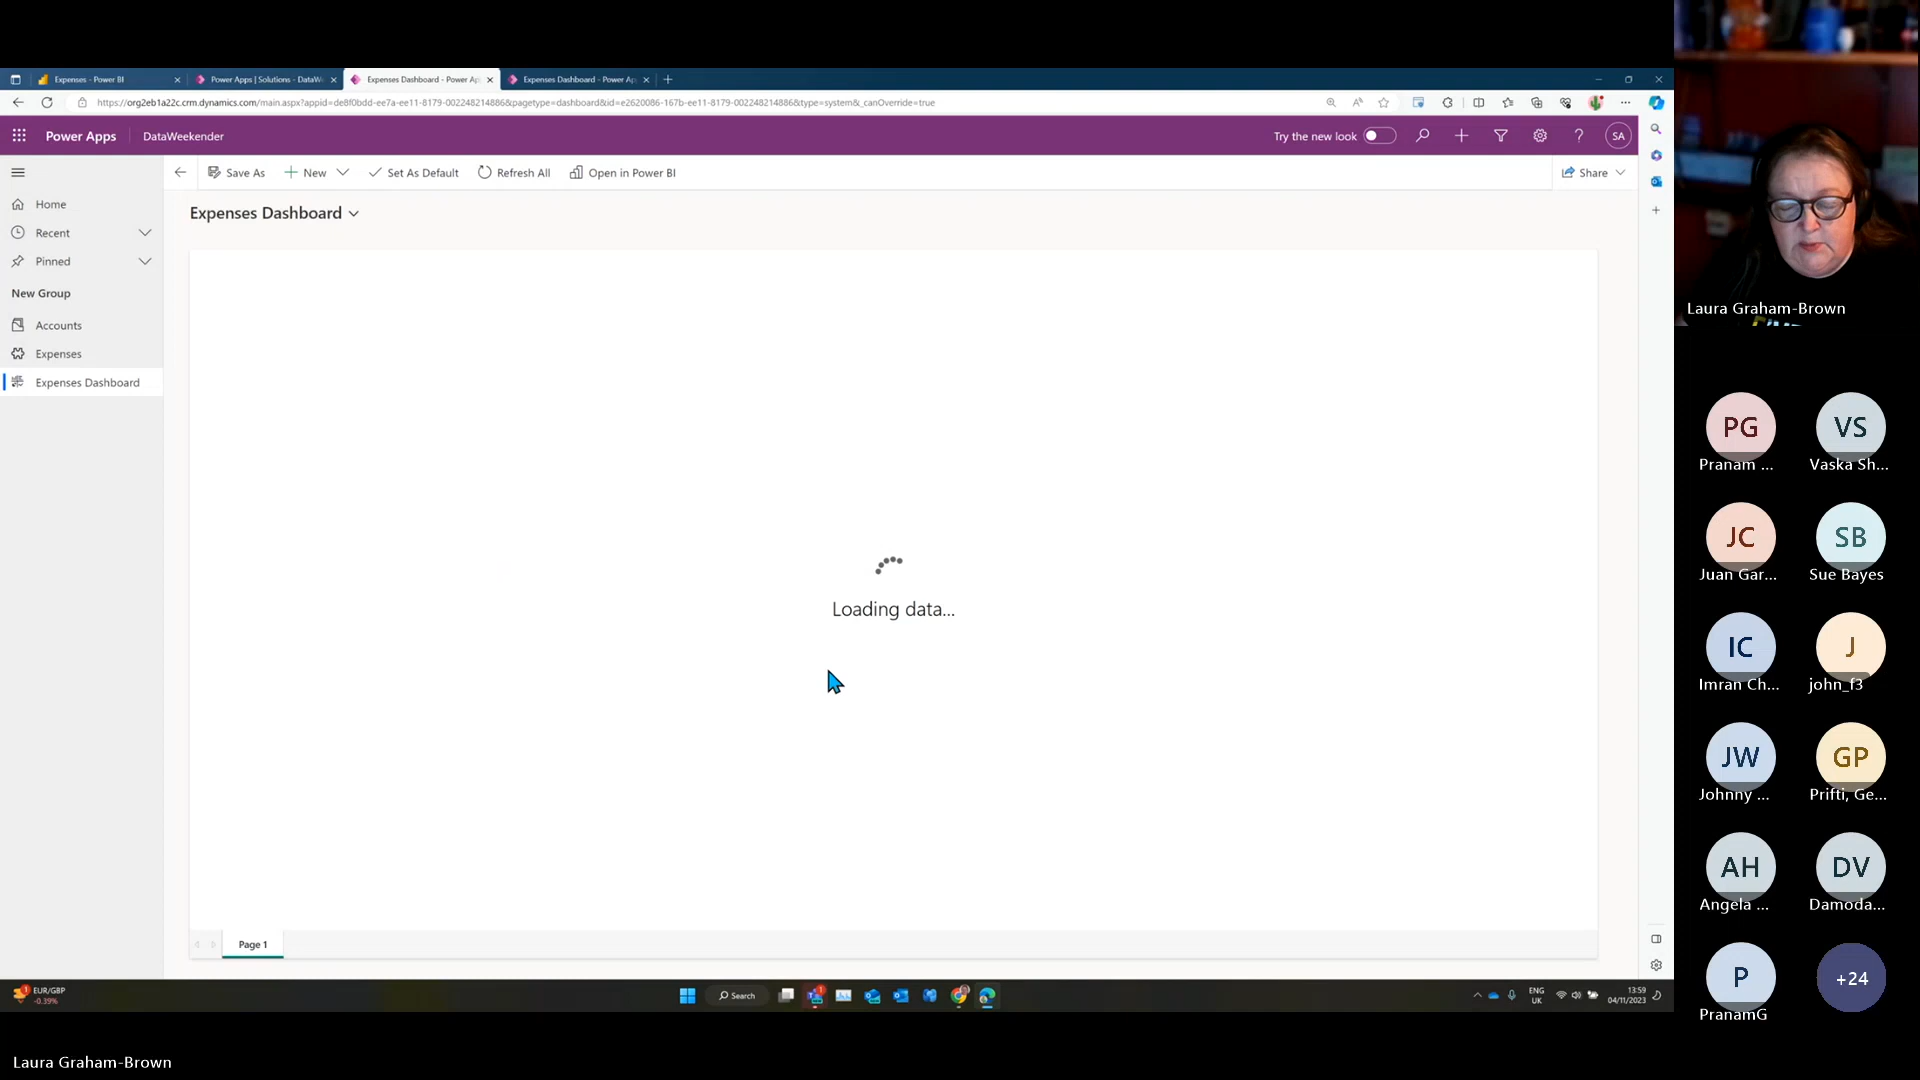 Expenses - Power BI
Power Apps | Solutions - DataW
Expenses Dashboard - Power Ap
Expenses Dashboard - Power Ap
https://org2eb1a22c.crm.dynamics.com/main.aspx?appid=de8f0bdd-ee7a-ee11-8179-002248214886&pagetype=dashboard&id=e2620086-167b-ee11-8179-002248214886&type=system&_canOverride=true
Power Apps
DataWeekender
Try the new look
SA
Save As
New
Set As Default
Refresh All
Open in Power BI
Share
Home
Recent
Pinned
New Group
Accounts
Expenses
Expenses Dashboard
Expenses Dashboard
Loading data...
Page 1
EUR/GBP
-0.39%
Search
ENG
UK
13:59
04/11/2023
Laura Graham-Brown
PG
Pranam ...
VS
Vaska Sh...
JC
Juan Gar...
SB
Sue Bayes
IC
Imran Ch...
J
john_f3
JW
Johnny ...
GP
Prifti, Ge...
AH
Angela ...
DV
Damoda...
P
PranamG
+24
Laura Graham-Brown